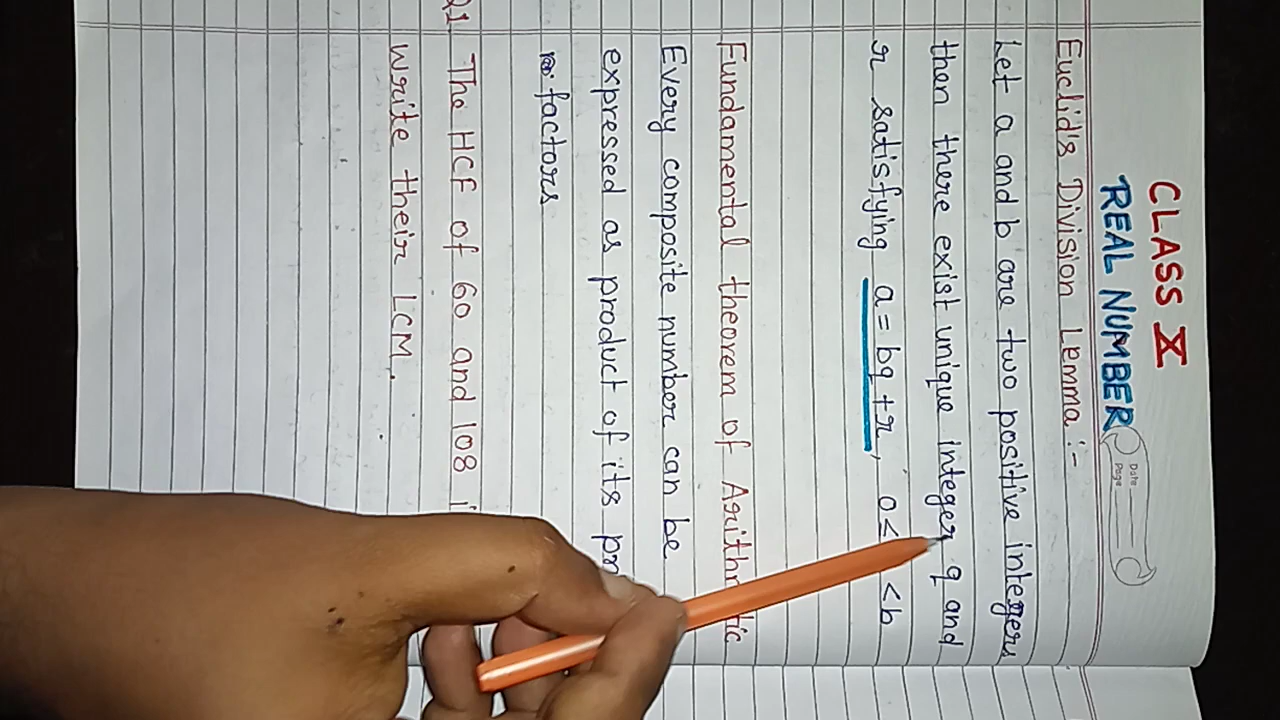 CLASS X
REAL NUMBER
Date
Page
Euclid's Division Lemma :-
Let a and b are two positive integers
then there exist unique integer q and
r satisfying a = bq + r, 0 ≤ < b
Fundamental theorem of Arithmetic
Every composite number can be
expressed as product of its
factors
Q1. The HCF of 60 and 108
write their LCM.